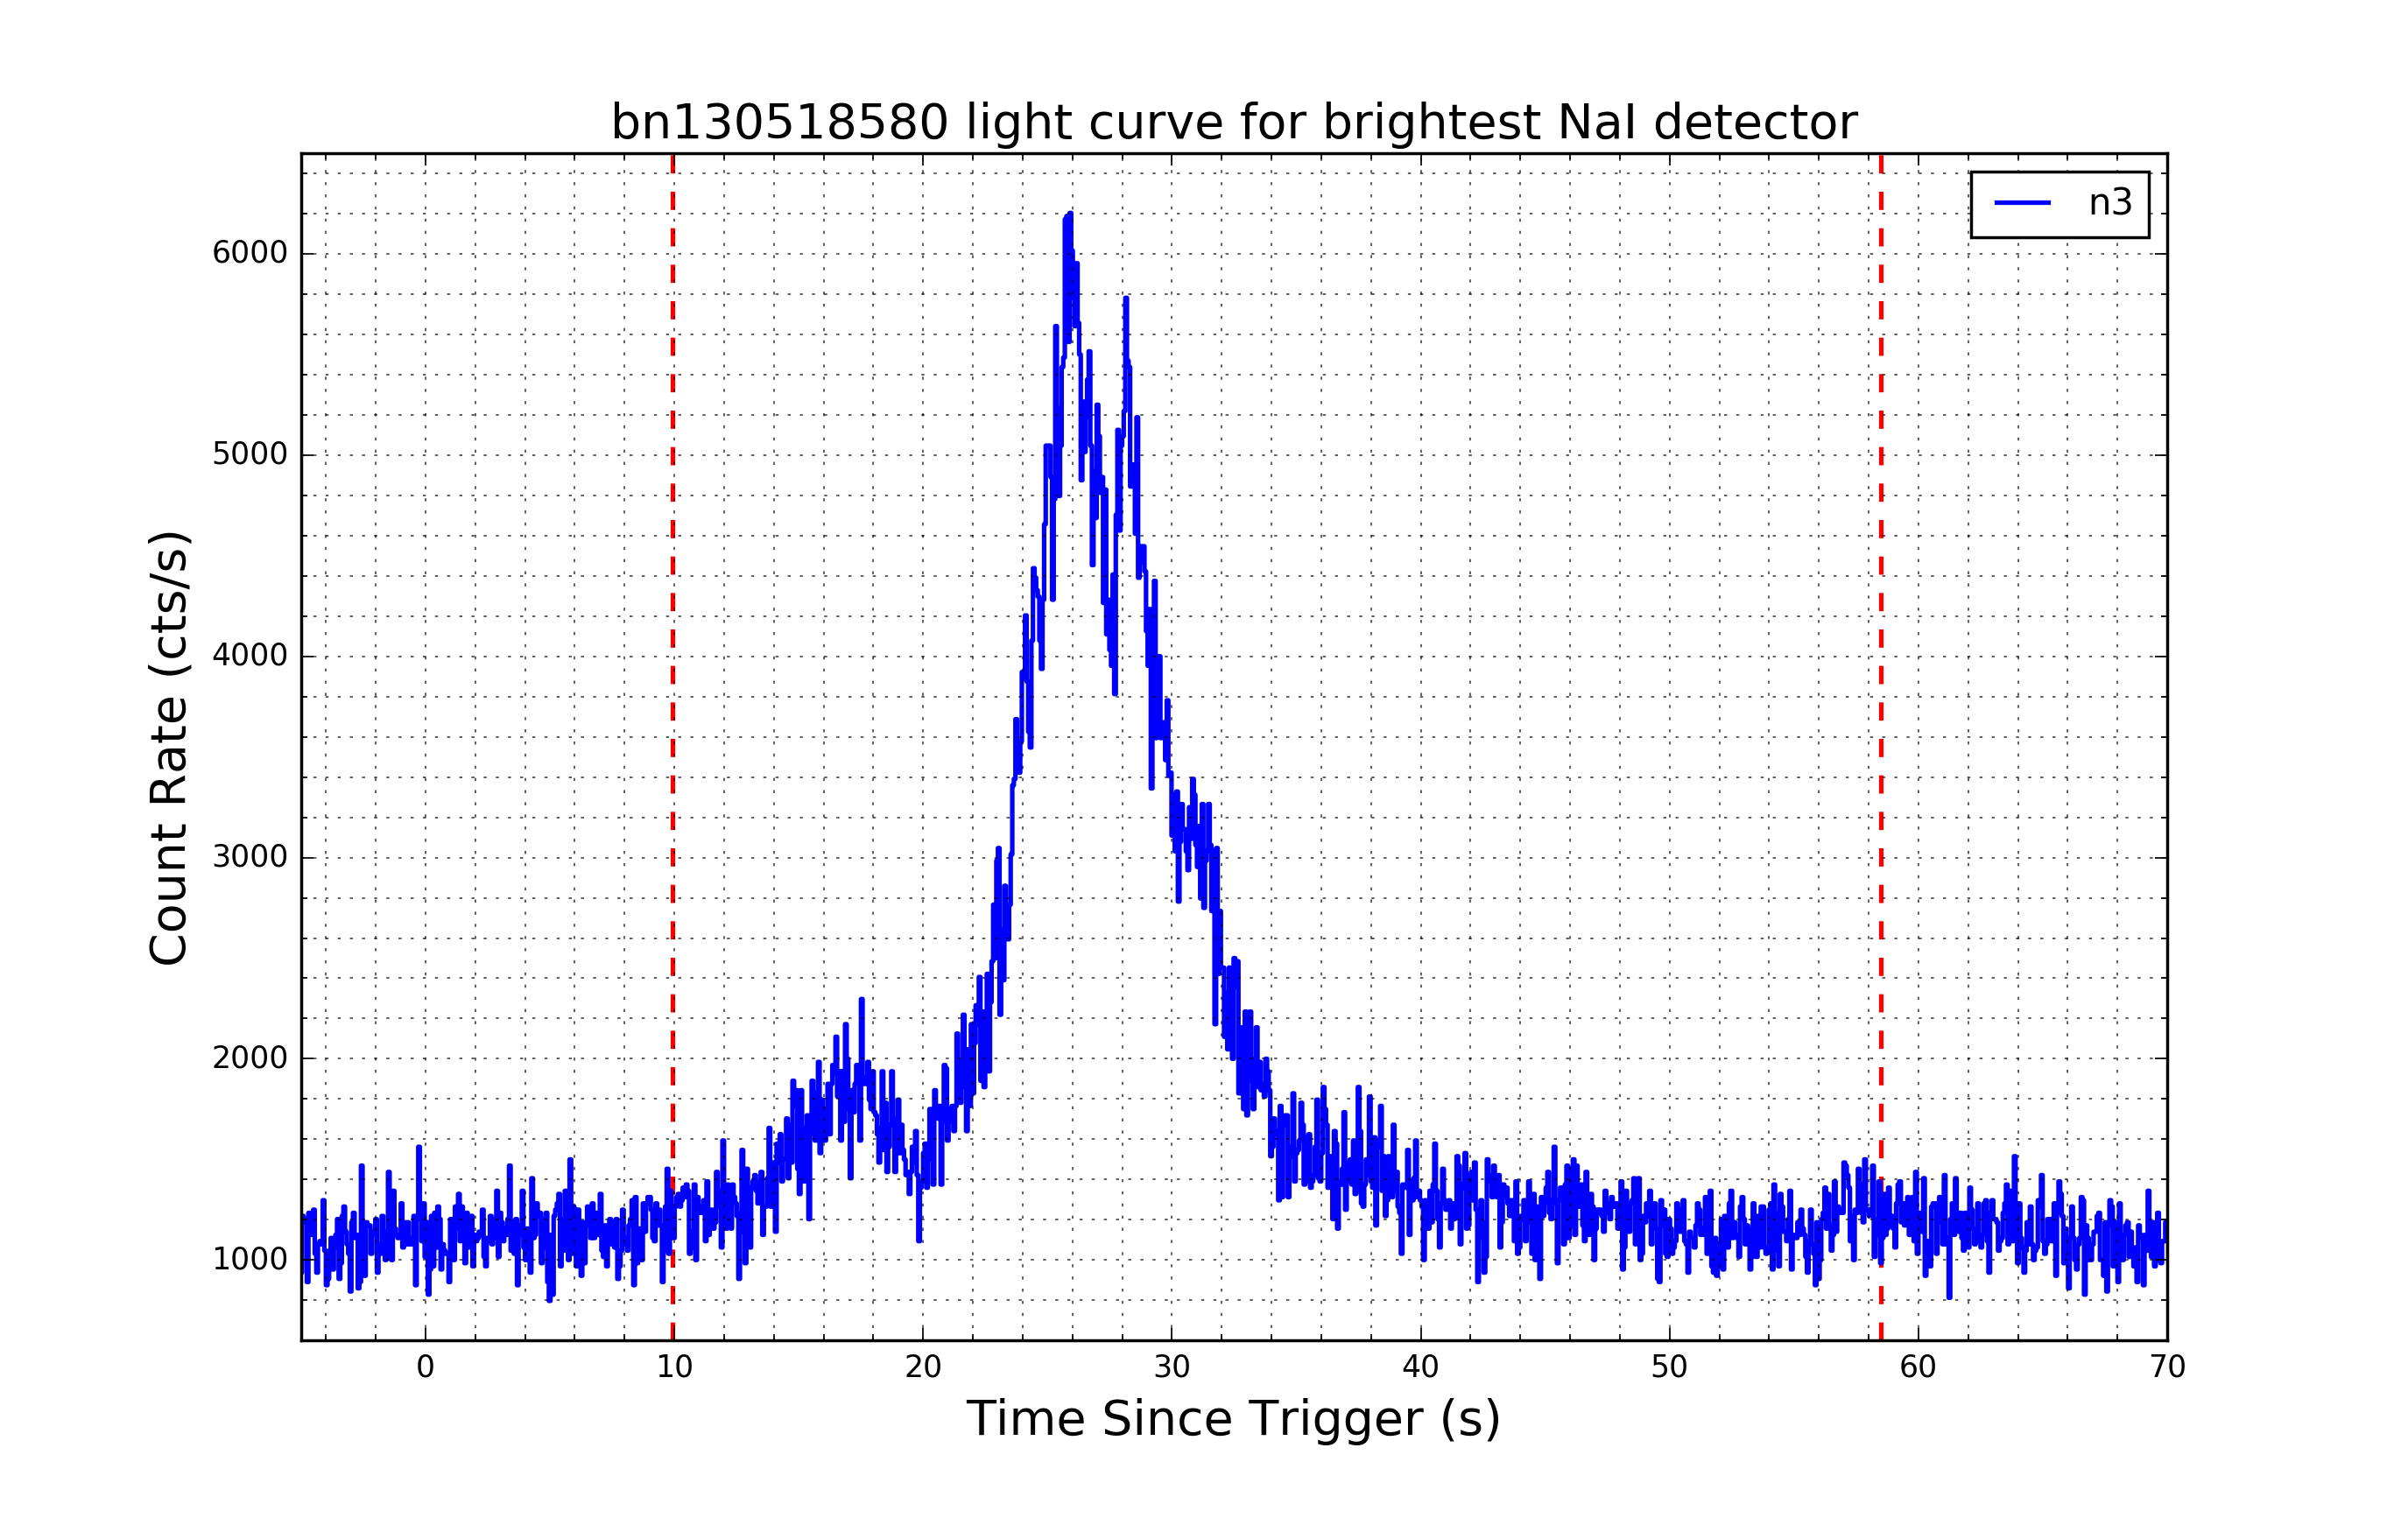 bn130518580 light curve for brightest NaI detector
n3
6000
5000
4000
3000
2000
1000
Count Rate (cts/s)
0 10 20 30 40 50 60 70
Time Since Trigger (s)